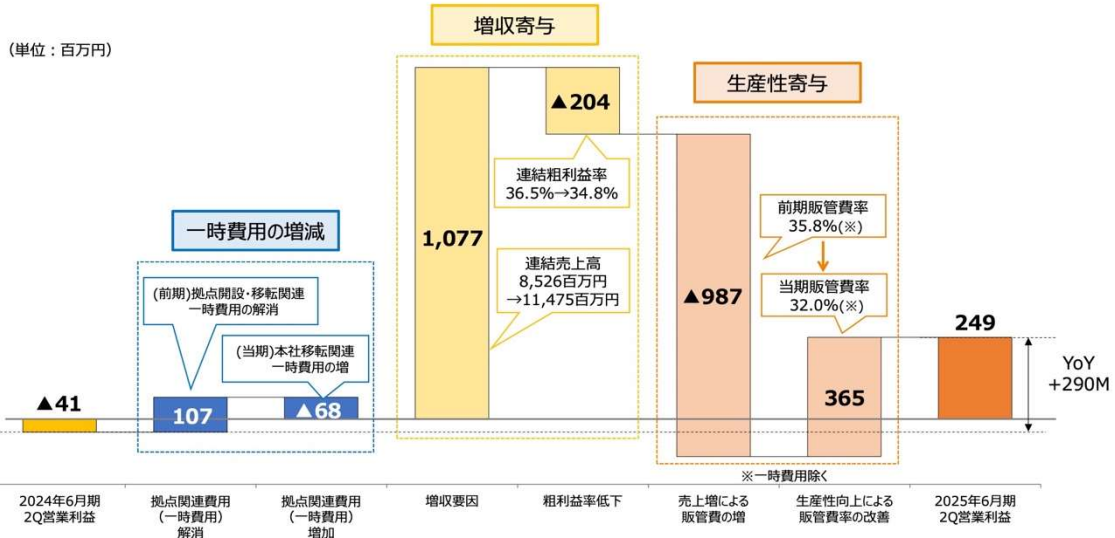 (単位：百万円)
増収寄与
生産性寄与
一時費用の増減
▲204
連結粗利益率
36.5%→34.8%
1,077
連結売上高
8,526百万円
→11,475百万円
前期販管費率
35.8%(※)
当期販管費率
32.0%(※)
▲987
365
249
YoY
+290M
(前期)拠点開設・移転関連
一時費用の解消
(当期)本社移転関連
一時費用の増
▲41
107
▲68
※一時費用除く
2024年6月期
2Q営業利益
拠点関連費用
(一時費用)
解消
拠点関連費用
(一時費用)
増加
増収要因
粗利益率低下
売上増による
販管費の増
生産性向上による
販管費率の改善
2025年6月期
2Q営業利益